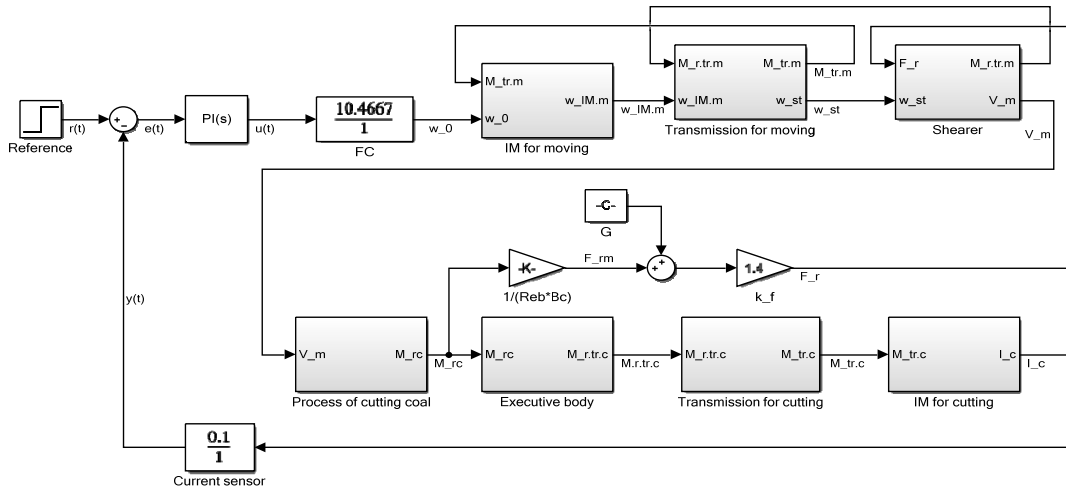 Reference
r(t)
+
-
e(t)
PI(s)
u(t)
10.4667
1
FC
w_0
M_tr.m
w_0
w_IM.m
IM for moving
w_IM.m
M_r.tr.m
M_tr.m
w_IM.m
w_st
Transmission for moving
M_tr.m
w_st
F_r
M_r.tr.m
w_st
V_m
Shearer
V_m
-G-
G
-K-
1/(Reb*Bc)
F_rm
+
+
1.4
k_f
F_r
y(t)
V_m
M_rc
Process of cutting coal
M_rc
M_rc
M_r.tr.c
Executive body
M.r.tr.c
M_r.tr.c
M_tr.c
Transmission for cutting
M_tr.c
M_tr.c
I_c
IM for cutting
I_c
0.1
1
Current sensor